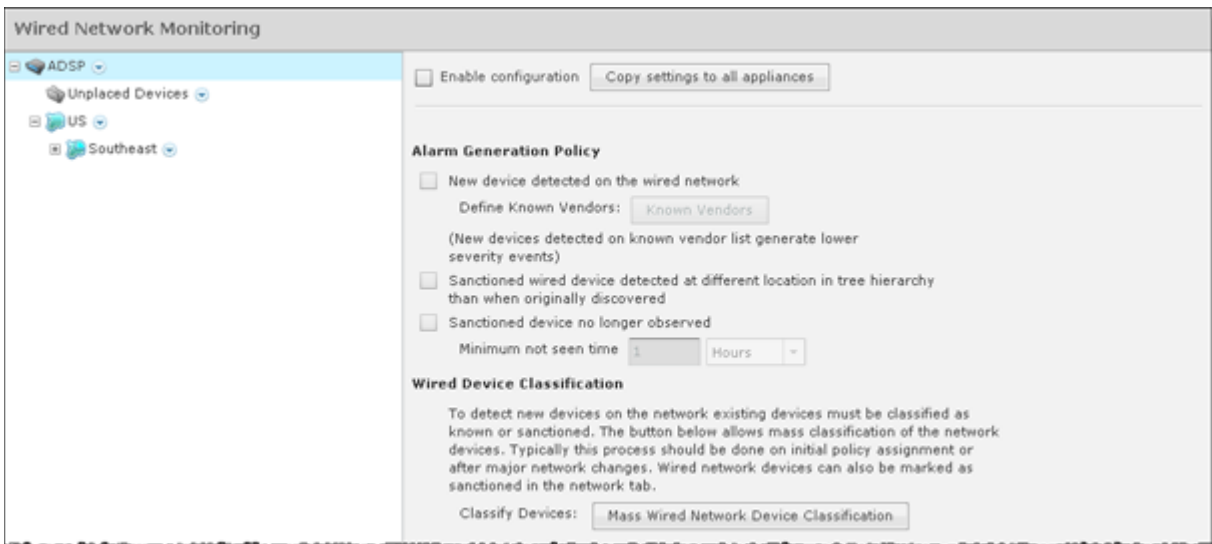 Wired Network Monitoring
ADSP
Unplaced Devices
US
Southeast
Enable configuration Copy settings to all appliances
Alarm Generation Policy
New device detected on the wired network
Define Known Vendors: Known Vendors
(New devices detected on known vendor list generate lower
severity events)
Sanctioned wired device detected at different location in tree hierarchy
than when originally discovered
Sanctioned device no longer observed
Minimum not seen time 1 Hours
Wired Device Classification
To detect new devices on the network existing devices must be classified as
known or sanctioned. The button below allows mass classification of the network
devices. Typically this process should be done on initial policy assignment or
after major network changes. Wired network devices can also be marked as
sanctioned in the network tab.
Classify Devices: Mass Wired Network Device Classification